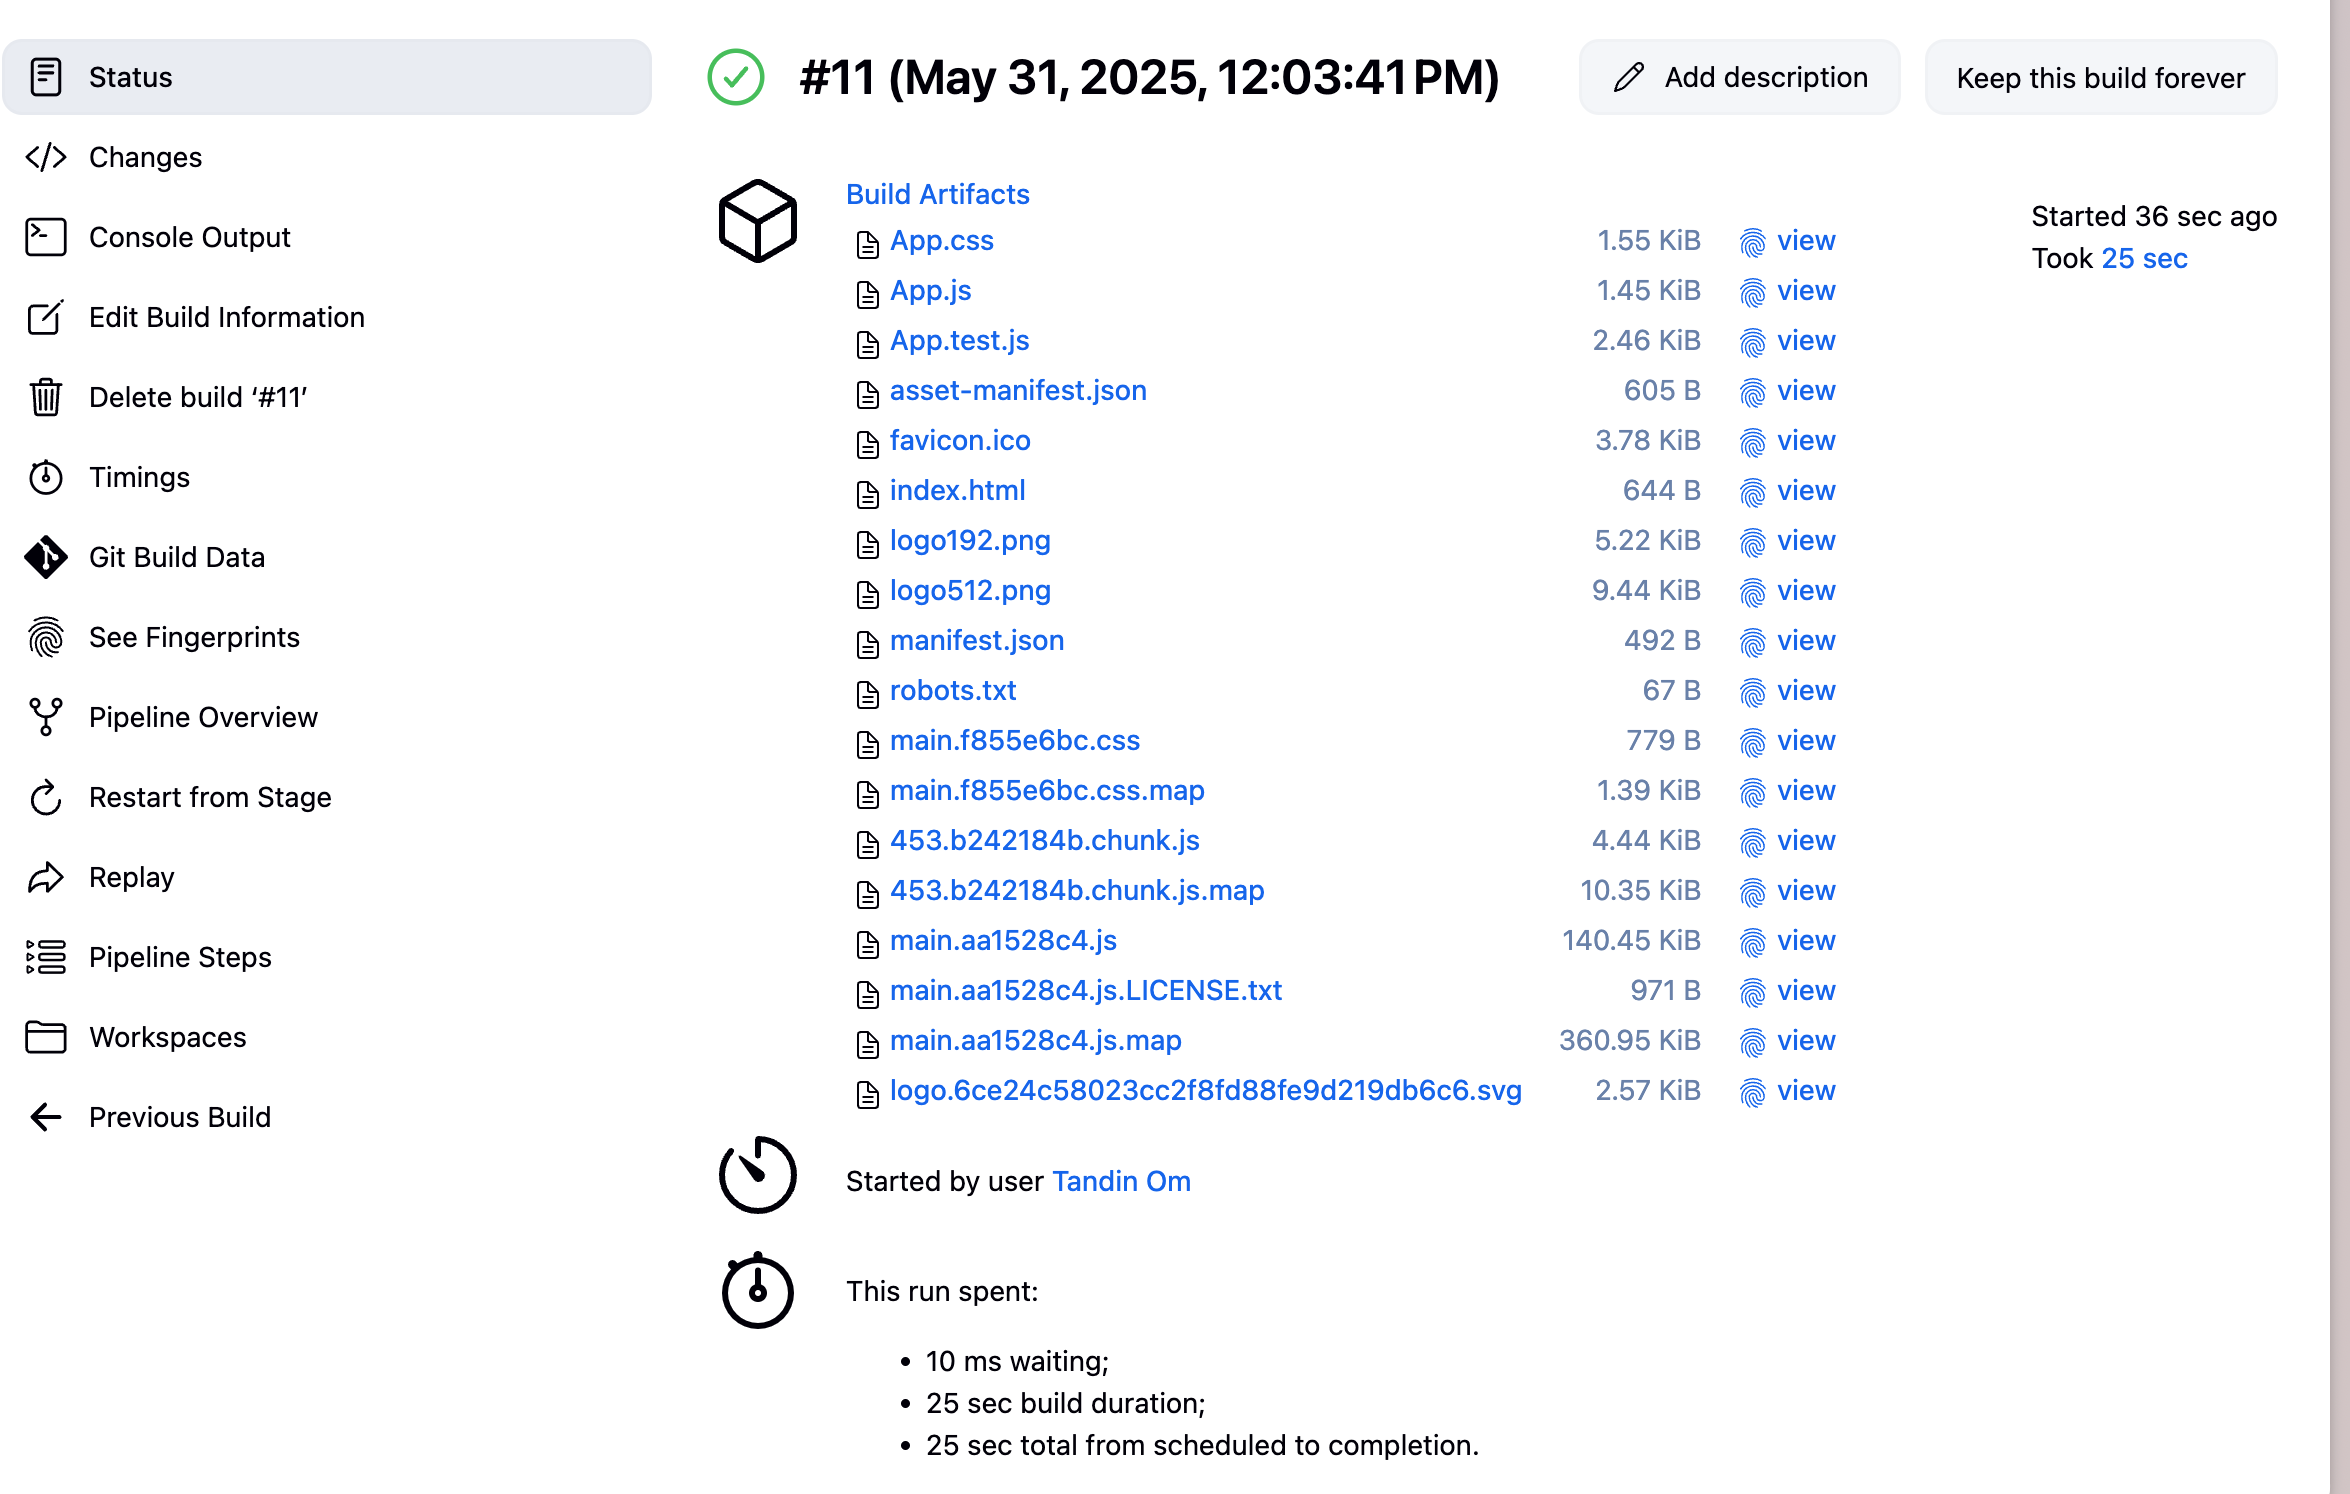 Status
Changes
Console Output
Edit Build Information
Delete build ‘#11’
Timings
Git Build Data
See Fingerprints
Pipeline Overview
Restart from Stage
Replay
Pipeline Steps
Workspaces
Previous Build
#11 (May 31, 2025, 12:03:41 PM)
Add description
Keep this build forever
Build Artifacts
App.css 1.55 KiB view
App.js 1.45 KiB view
App.test.js 2.46 KiB view
asset-manifest.json 605 B view
favicon.ico 3.78 KiB view
index.html 644 B view
logo192.png 5.22 KiB view
logo512.png 9.44 KiB view
manifest.json 492 B view
robots.txt 67 B view
main.f855e6bc.css 779 B view
main.f855e6bc.css.map 1.39 KiB view
453.b242184b.chunk.js 4.44 KiB view
453.b242184b.chunk.js.map 10.35 KiB view
main.aa1528c4.js 140.45 KiB view
main.aa1528c4.js.LICENSE.txt 971 B view
main.aa1528c4.js.map 360.95 KiB view
logo.6ce24c58023cc2f8fd88fe9d219db6c6.svg 2.57 KiB view
Started 36 sec ago
Took 25 sec
Started by user Tandin Om
This run spent:
• 10 ms waiting;
• 25 sec build duration;
• 25 sec total from scheduled to completion.